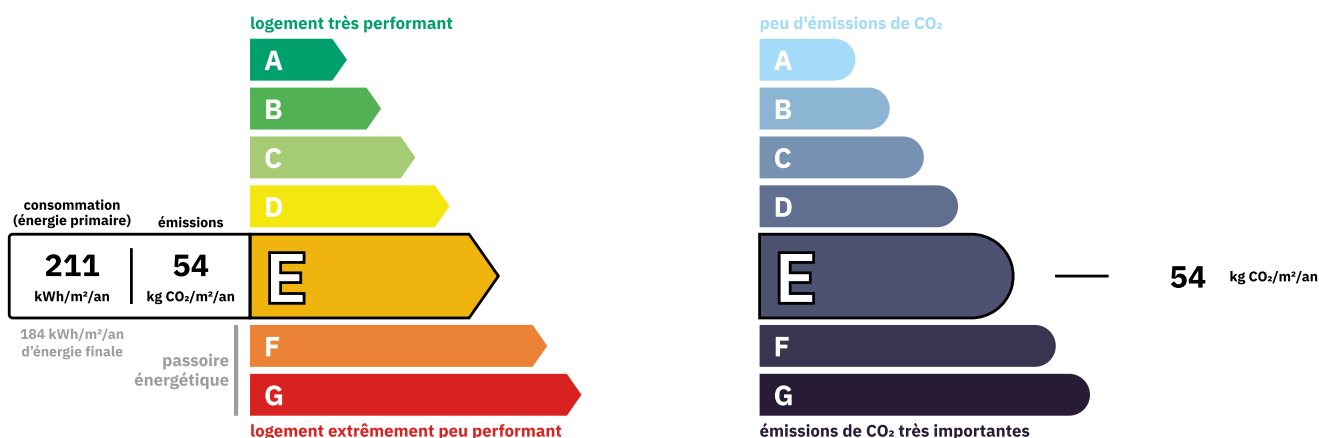 logement très performant
A
B
C
D
consommation
(énergie primaire)
émissions
211
kWh/m²/an
54
kg CO₂/m²/an
E
184 kWh/m²/an
d'énergie finale
passoire
énergétique
F
G
logement extrêmement peu performant
peu d'émissions de CO₂
A
B
C
D
E
54
kg CO₂/m²/an
F
G
émissions de CO₂ très importantes